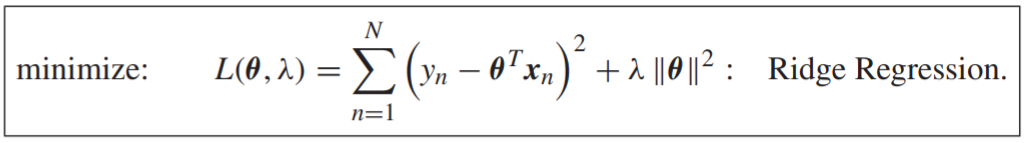 minimize: L(θ, λ) = ∑_{n=1}^{N} (y_n − θ^T x_n)^2 + λ ‖θ‖^2 : Ridge Regression.